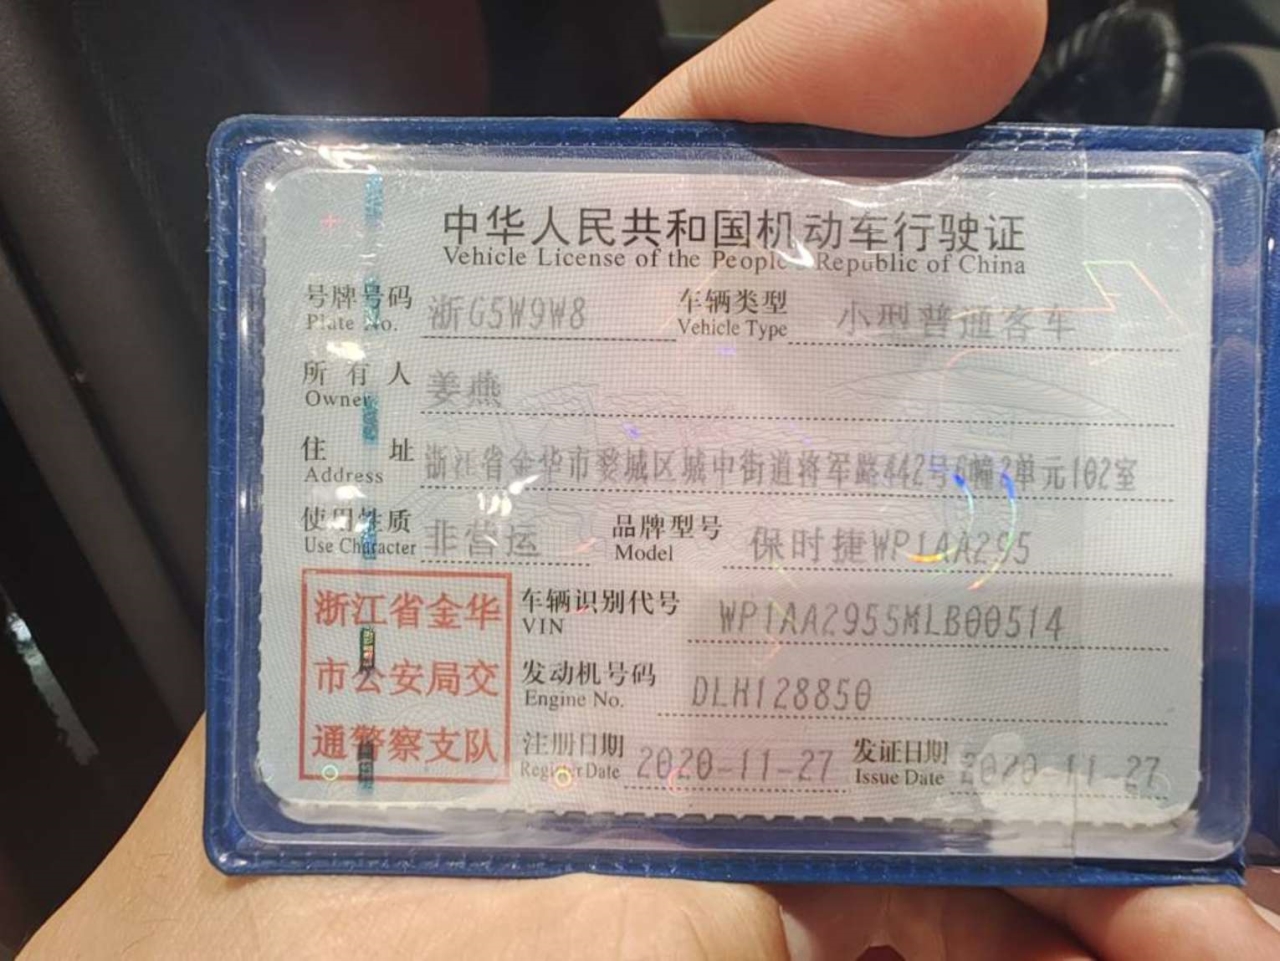 中华人民共和国机动车行驶证
Vehicle License of the People's Republic of China
号牌号码 浙G5W9W8 车辆类型 小型普通客车
Plate No. Vehicle Type
所有人 姜燕
Owner
住址 浙江省金华市婺城区城中街道将军路442号6幢2单元102室
Address
使用性质 非营运 品牌型号 保时捷WP1AA295
Use Character Model
浙江省金华 车辆识别代号 WP1AA2955MLB00514
VIN
市公安局交 发动机号码 DLH128850
Engine No.
通警察支队 注册日期 2020-11-27 发证日期 2020-11-27
Register Date Issue Date